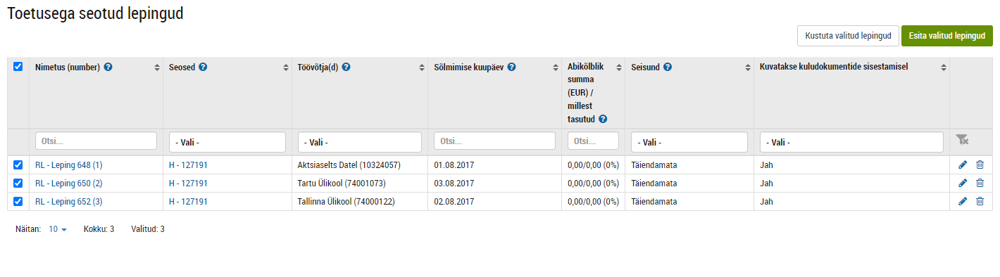 Toetusega seotud lepingud
Kustuta valitud lepingud Esita valitud lepingud
Nimetus (number) Seosed Töövõtja(d) Sõlmimise kuupäev Abikõlblik summa (EUR) / millest tasutud Seisund Kuvatakse kuludokumentide sisestamisel
Otsi... - Vali - - Vali - Otsi... Otsi... - Vali - - Vali -
RL - Leping 648 (1) H - 127191 Aktsiaselts Datel (10324057) 01.08.2017 0,00/0,00 (0%) Täiendamata Jah
RL - Leping 650 (2) H - 127191 Tartu Ülikool (74001073) 03.08.2017 0,00/0,00 (0%) Täiendamata Jah
RL - Leping 652 (3) H - 127191 Tallinna Ülikool (74000122) 02.08.2017 0,00/0,00 (0%) Täiendamata Jah
Näitan: 10 Kokku: 3 Valitud: 3